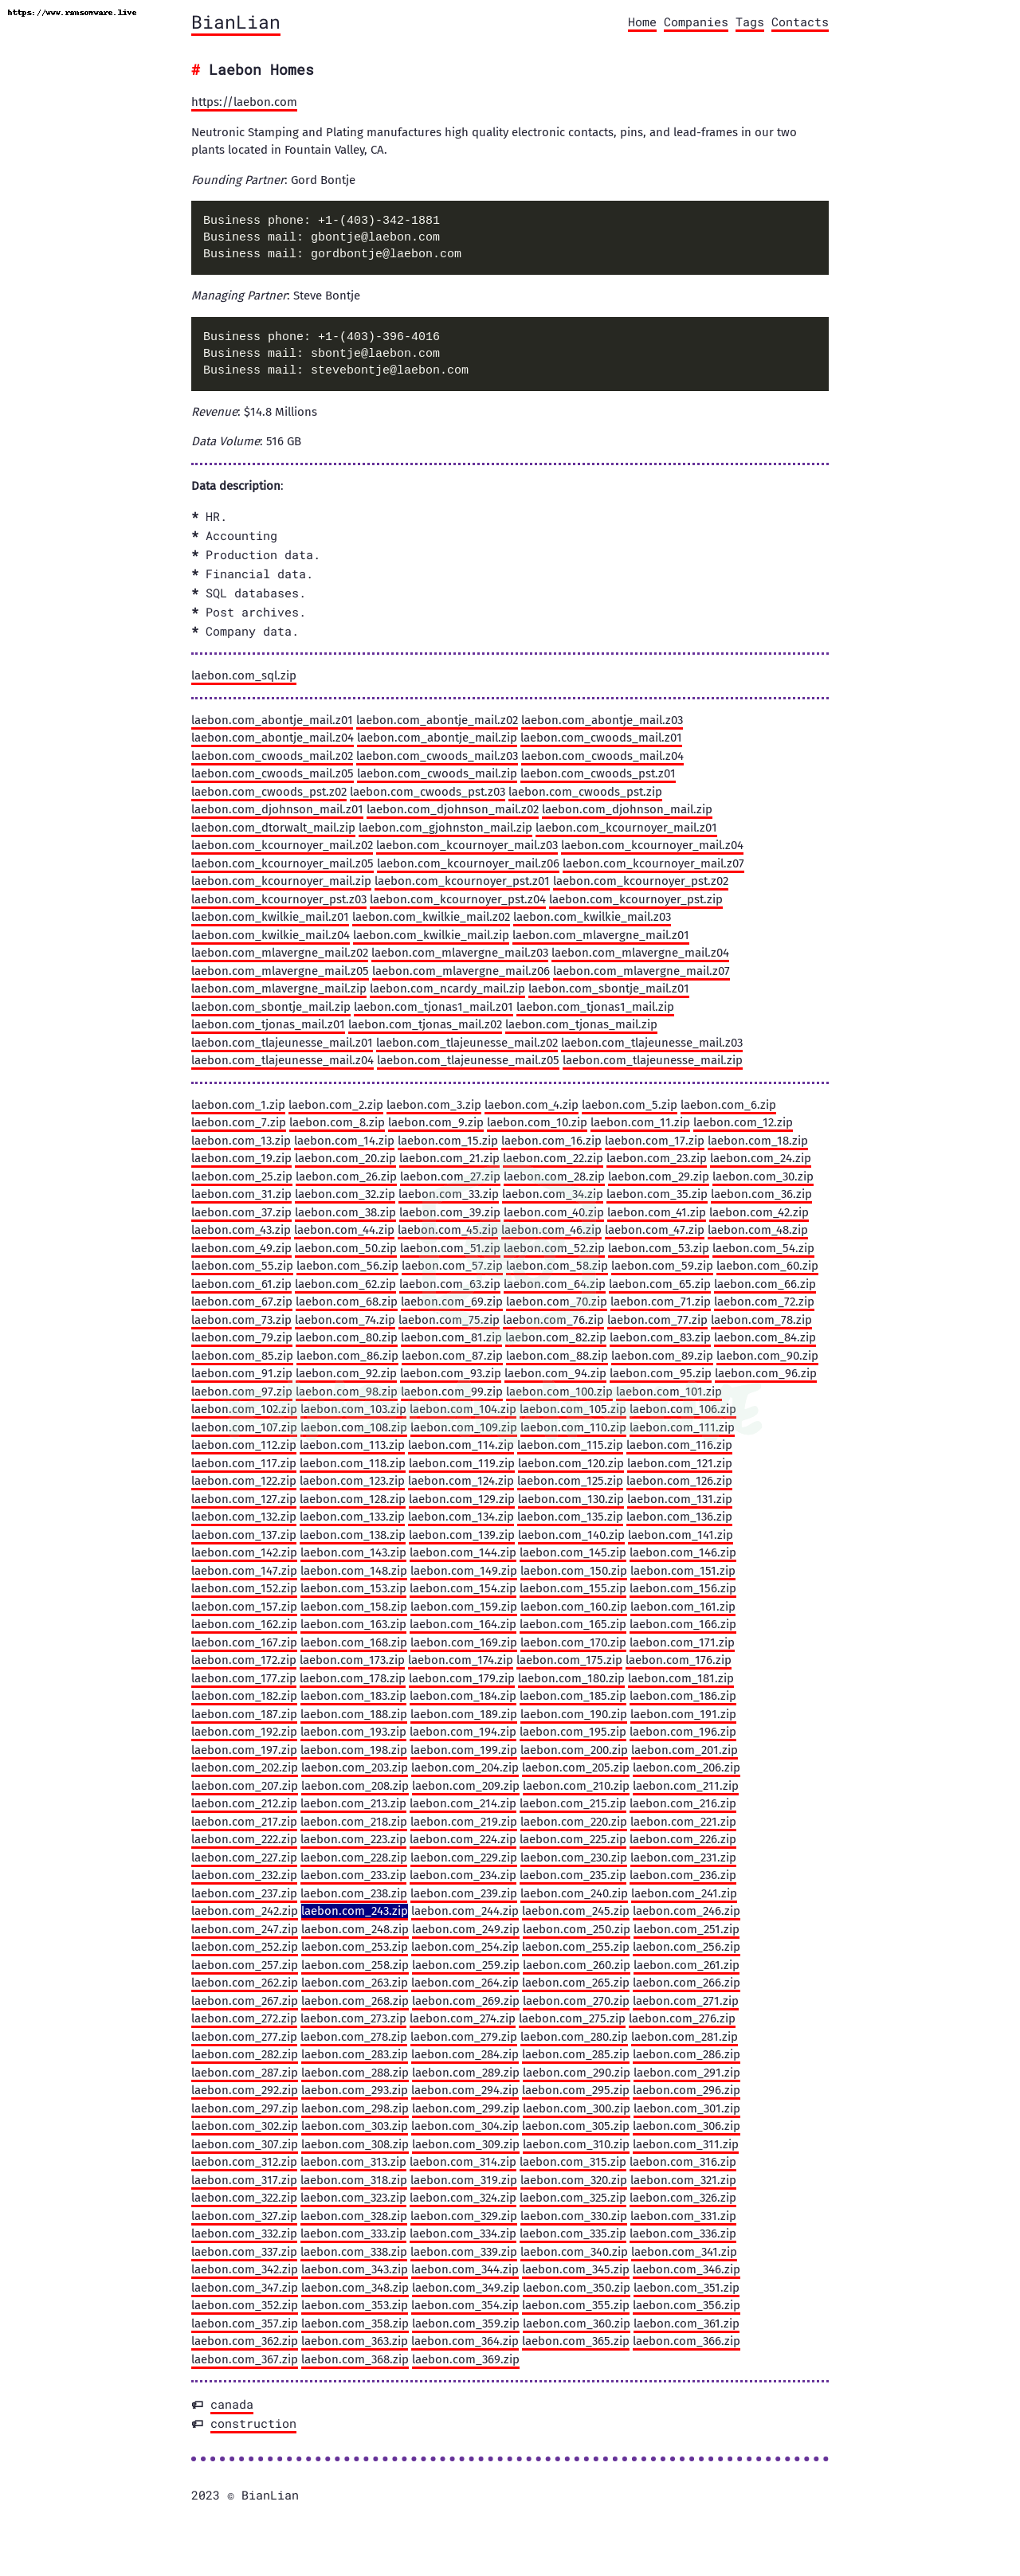 https://www.ransomware.live
BianLian
Home Companies Tags Contacts
# Laebon Homes
https://laebon.com
Neutronic Stamping and Plating manufactures high quality electronic contacts, pins, and lead-frames in our two
plants located in Fountain Valley, CA.
Founding Partner: Gord Bontje
Business phone: +1-(403)-342-1881
Business mail: gbontje@laebon.com
Business mail: gordbontje@laebon.com
Managing Partner: Steve Bontje
Business phone: +1-(403)-396-4016
Business mail: sbontje@laebon.com
Business mail: stevebontje@laebon.com
Revenue: $14.8 Millions
Data Volume: 516 GB
Data description:
* HR.
* Accounting
* Production data.
* Financial data.
* SQL databases.
* Post archives.
* Company data.
laebon.com_sql.zip
laebon.com_abontje_mail.z01 laebon.com_abontje_mail.z02 laebon.com_abontje_mail.z03
laebon.com_abontje_mail.z04 laebon.com_abontje_mail.zip laebon.com_cwoods_mail.z01
laebon.com_cwoods_mail.z02 laebon.com_cwoods_mail.z03 laebon.com_cwoods_mail.z04
laebon.com_cwoods_mail.z05 laebon.com_cwoods_mail.zip laebon.com_cwoods_pst.z01
laebon.com_cwoods_pst.z02 laebon.com_cwoods_pst.z03 laebon.com_cwoods_pst.zip
laebon.com_djohnson_mail.z01 laebon.com_djohnson_mail.z02 laebon.com_djohnson_mail.zip
laebon.com_dtorwalt_mail.zip laebon.com_gjohnston_mail.zip laebon.com_kcournoyer_mail.z01
laebon.com_kcournoyer_mail.z02 laebon.com_kcournoyer_mail.z03 laebon.com_kcournoyer_mail.z04
laebon.com_kcournoyer_mail.z05 laebon.com_kcournoyer_mail.z06 laebon.com_kcournoyer_mail.z07
laebon.com_kcournoyer_mail.zip laebon.com_kcournoyer_pst.z01 laebon.com_kcournoyer_pst.z02
laebon.com_kcournoyer_pst.z03 laebon.com_kcournoyer_pst.z04 laebon.com_kcournoyer_pst.zip
laebon.com_kwilkie_mail.z01 laebon.com_kwilkie_mail.z02 laebon.com_kwilkie_mail.z03
laebon.com_kwilkie_mail.z04 laebon.com_kwilkie_mail.zip laebon.com_mlavergne_mail.z01
laebon.com_mlavergne_mail.z02 laebon.com_mlavergne_mail.z03 laebon.com_mlavergne_mail.z04
laebon.com_mlavergne_mail.z05 laebon.com_mlavergne_mail.z06 laebon.com_mlavergne_mail.z07
laebon.com_mlavergne_mail.zip laebon.com_ncardy_mail.zip laebon.com_sbontje_mail.z01
laebon.com_sbontje_mail.zip laebon.com_tjonas1_mail.z01 laebon.com_tjonas1_mail.zip
laebon.com_tjonas_mail.z01 laebon.com_tjonas_mail.z02 laebon.com_tjonas_mail.zip
laebon.com_tlajeunesse_mail.z01 laebon.com_tlajeunesse_mail.z02 laebon.com_tlajeunesse_mail.z03
laebon.com_tlajeunesse_mail.z04 laebon.com_tlajeunesse_mail.z05 laebon.com_tlajeunesse_mail.zip
laebon.com_1.zip laebon.com_2.zip laebon.com_3.zip laebon.com_4.zip laebon.com_5.zip laebon.com_6.zip
laebon.com_7.zip laebon.com_8.zip laebon.com_9.zip laebon.com_10.zip laebon.com_11.zip laebon.com_12.zip
laebon.com_13.zip laebon.com_14.zip laebon.com_15.zip laebon.com_16.zip laebon.com_17.zip laebon.com_18.zip
laebon.com_19.zip laebon.com_20.zip laebon.com_21.zip laebon.com_22.zip laebon.com_23.zip laebon.com_24.zip
laebon.com_25.zip laebon.com_26.zip laebon.com_27.zip laebon.com_28.zip laebon.com_29.zip laebon.com_30.zip
laebon.com_31.zip laebon.com_32.zip laebon.com_33.zip laebon.com_34.zip laebon.com_35.zip laebon.com_36.zip
laebon.com_37.zip laebon.com_38.zip laebon.com_39.zip laebon.com_40.zip laebon.com_41.zip laebon.com_42.zip
laebon.com_43.zip laebon.com_44.zip laebon.com_45.zip laebon.com_46.zip laebon.com_47.zip laebon.com_48.zip
laebon.com_49.zip laebon.com_50.zip laebon.com_51.zip laebon.com_52.zip laebon.com_53.zip laebon.com_54.zip
laebon.com_55.zip laebon.com_56.zip laebon.com_57.zip laebon.com_58.zip laebon.com_59.zip laebon.com_60.zip
laebon.com_61.zip laebon.com_62.zip laebon.com_63.zip laebon.com_64.zip laebon.com_65.zip laebon.com_66.zip
laebon.com_67.zip laebon.com_68.zip laebon.com_69.zip laebon.com_70.zip laebon.com_71.zip laebon.com_72.zip
laebon.com_73.zip laebon.com_74.zip laebon.com_75.zip laebon.com_76.zip laebon.com_77.zip laebon.com_78.zip
laebon.com_79.zip laebon.com_80.zip laebon.com_81.zip laebon.com_82.zip laebon.com_83.zip laebon.com_84.zip
laebon.com_85.zip laebon.com_86.zip laebon.com_87.zip laebon.com_88.zip laebon.com_89.zip laebon.com_90.zip
laebon.com_91.zip laebon.com_92.zip laebon.com_93.zip laebon.com_94.zip laebon.com_95.zip laebon.com_96.zip
laebon.com_97.zip laebon.com_98.zip laebon.com_99.zip laebon.com_100.zip laebon.com_101.zip
laebon.com_102.zip laebon.com_103.zip laebon.com_104.zip laebon.com_105.zip laebon.com_106.zip
laebon.com_107.zip laebon.com_108.zip laebon.com_109.zip laebon.com_110.zip laebon.com_111.zip
laebon.com_112.zip laebon.com_113.zip laebon.com_114.zip laebon.com_115.zip laebon.com_116.zip
laebon.com_117.zip laebon.com_118.zip laebon.com_119.zip laebon.com_120.zip laebon.com_121.zip
laebon.com_122.zip laebon.com_123.zip laebon.com_124.zip laebon.com_125.zip laebon.com_126.zip
laebon.com_127.zip laebon.com_128.zip laebon.com_129.zip laebon.com_130.zip laebon.com_131.zip
laebon.com_132.zip laebon.com_133.zip laebon.com_134.zip laebon.com_135.zip laebon.com_136.zip
laebon.com_137.zip laebon.com_138.zip laebon.com_139.zip laebon.com_140.zip laebon.com_141.zip
laebon.com_142.zip laebon.com_143.zip laebon.com_144.zip laebon.com_145.zip laebon.com_146.zip
laebon.com_147.zip laebon.com_148.zip laebon.com_149.zip laebon.com_150.zip laebon.com_151.zip
laebon.com_152.zip laebon.com_153.zip laebon.com_154.zip laebon.com_155.zip laebon.com_156.zip
laebon.com_157.zip laebon.com_158.zip laebon.com_159.zip laebon.com_160.zip laebon.com_161.zip
laebon.com_162.zip laebon.com_163.zip laebon.com_164.zip laebon.com_165.zip laebon.com_166.zip
laebon.com_167.zip laebon.com_168.zip laebon.com_169.zip laebon.com_170.zip laebon.com_171.zip
laebon.com_172.zip laebon.com_173.zip laebon.com_174.zip laebon.com_175.zip laebon.com_176.zip
laebon.com_177.zip laebon.com_178.zip laebon.com_179.zip laebon.com_180.zip laebon.com_181.zip
laebon.com_182.zip laebon.com_183.zip laebon.com_184.zip laebon.com_185.zip laebon.com_186.zip
laebon.com_187.zip laebon.com_188.zip laebon.com_189.zip laebon.com_190.zip laebon.com_191.zip
laebon.com_192.zip laebon.com_193.zip laebon.com_194.zip laebon.com_195.zip laebon.com_196.zip
laebon.com_197.zip laebon.com_198.zip laebon.com_199.zip laebon.com_200.zip laebon.com_201.zip
laebon.com_202.zip laebon.com_203.zip laebon.com_204.zip laebon.com_205.zip laebon.com_206.zip
laebon.com_207.zip laebon.com_208.zip laebon.com_209.zip laebon.com_210.zip laebon.com_211.zip
laebon.com_212.zip laebon.com_213.zip laebon.com_214.zip laebon.com_215.zip laebon.com_216.zip
laebon.com_217.zip laebon.com_218.zip laebon.com_219.zip laebon.com_220.zip laebon.com_221.zip
laebon.com_222.zip laebon.com_223.zip laebon.com_224.zip laebon.com_225.zip laebon.com_226.zip
laebon.com_227.zip laebon.com_228.zip laebon.com_229.zip laebon.com_230.zip laebon.com_231.zip
laebon.com_232.zip laebon.com_233.zip laebon.com_234.zip laebon.com_235.zip laebon.com_236.zip
laebon.com_237.zip laebon.com_238.zip laebon.com_239.zip laebon.com_240.zip laebon.com_241.zip
laebon.com_242.zip laebon.com_243.zip laebon.com_244.zip laebon.com_245.zip laebon.com_246.zip
laebon.com_247.zip laebon.com_248.zip laebon.com_249.zip laebon.com_250.zip laebon.com_251.zip
laebon.com_252.zip laebon.com_253.zip laebon.com_254.zip laebon.com_255.zip laebon.com_256.zip
laebon.com_257.zip laebon.com_258.zip laebon.com_259.zip laebon.com_260.zip laebon.com_261.zip
laebon.com_262.zip laebon.com_263.zip laebon.com_264.zip laebon.com_265.zip laebon.com_266.zip
laebon.com_267.zip laebon.com_268.zip laebon.com_269.zip laebon.com_270.zip laebon.com_271.zip
laebon.com_272.zip laebon.com_273.zip laebon.com_274.zip laebon.com_275.zip laebon.com_276.zip
laebon.com_277.zip laebon.com_278.zip laebon.com_279.zip laebon.com_280.zip laebon.com_281.zip
laebon.com_282.zip laebon.com_283.zip laebon.com_284.zip laebon.com_285.zip laebon.com_286.zip
laebon.com_287.zip laebon.com_288.zip laebon.com_289.zip laebon.com_290.zip laebon.com_291.zip
laebon.com_292.zip laebon.com_293.zip laebon.com_294.zip laebon.com_295.zip laebon.com_296.zip
laebon.com_297.zip laebon.com_298.zip laebon.com_299.zip laebon.com_300.zip laebon.com_301.zip
laebon.com_302.zip laebon.com_303.zip laebon.com_304.zip laebon.com_305.zip laebon.com_306.zip
laebon.com_307.zip laebon.com_308.zip laebon.com_309.zip laebon.com_310.zip laebon.com_311.zip
laebon.com_312.zip laebon.com_313.zip laebon.com_314.zip laebon.com_315.zip laebon.com_316.zip
laebon.com_317.zip laebon.com_318.zip laebon.com_319.zip laebon.com_320.zip laebon.com_321.zip
laebon.com_322.zip laebon.com_323.zip laebon.com_324.zip laebon.com_325.zip laebon.com_326.zip
laebon.com_327.zip laebon.com_328.zip laebon.com_329.zip laebon.com_330.zip laebon.com_331.zip
laebon.com_332.zip laebon.com_333.zip laebon.com_334.zip laebon.com_335.zip laebon.com_336.zip
laebon.com_337.zip laebon.com_338.zip laebon.com_339.zip laebon.com_340.zip laebon.com_341.zip
laebon.com_342.zip laebon.com_343.zip laebon.com_344.zip laebon.com_345.zip laebon.com_346.zip
laebon.com_347.zip laebon.com_348.zip laebon.com_349.zip laebon.com_350.zip laebon.com_351.zip
laebon.com_352.zip laebon.com_353.zip laebon.com_354.zip laebon.com_355.zip laebon.com_356.zip
laebon.com_357.zip laebon.com_358.zip laebon.com_359.zip laebon.com_360.zip laebon.com_361.zip
laebon.com_362.zip laebon.com_363.zip laebon.com_364.zip laebon.com_365.zip laebon.com_366.zip
laebon.com_367.zip laebon.com_368.zip laebon.com_369.zip
canada
construction
2023 © BianLian